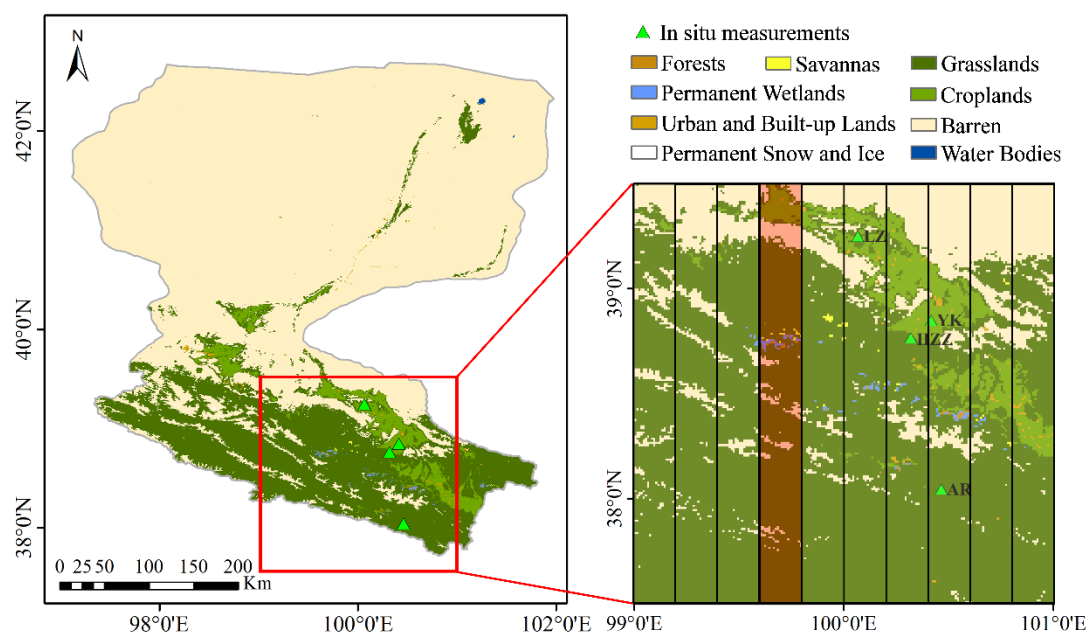 N
42°0'N
40°0'N
38°0'N
0 25 50 100 150 200
Km
98°0'E 100°0'E 102°0'E
In situ measurements
Forests Savannas Grasslands
Permanent Wetlands Croplands
Urban and Built-up Lands Barren
Permanent Snow and Ice Water Bodies
LZ
39°0'N
YK
HZZ
38°0'N
AR
99°0'E 100°0'E 101°0'E